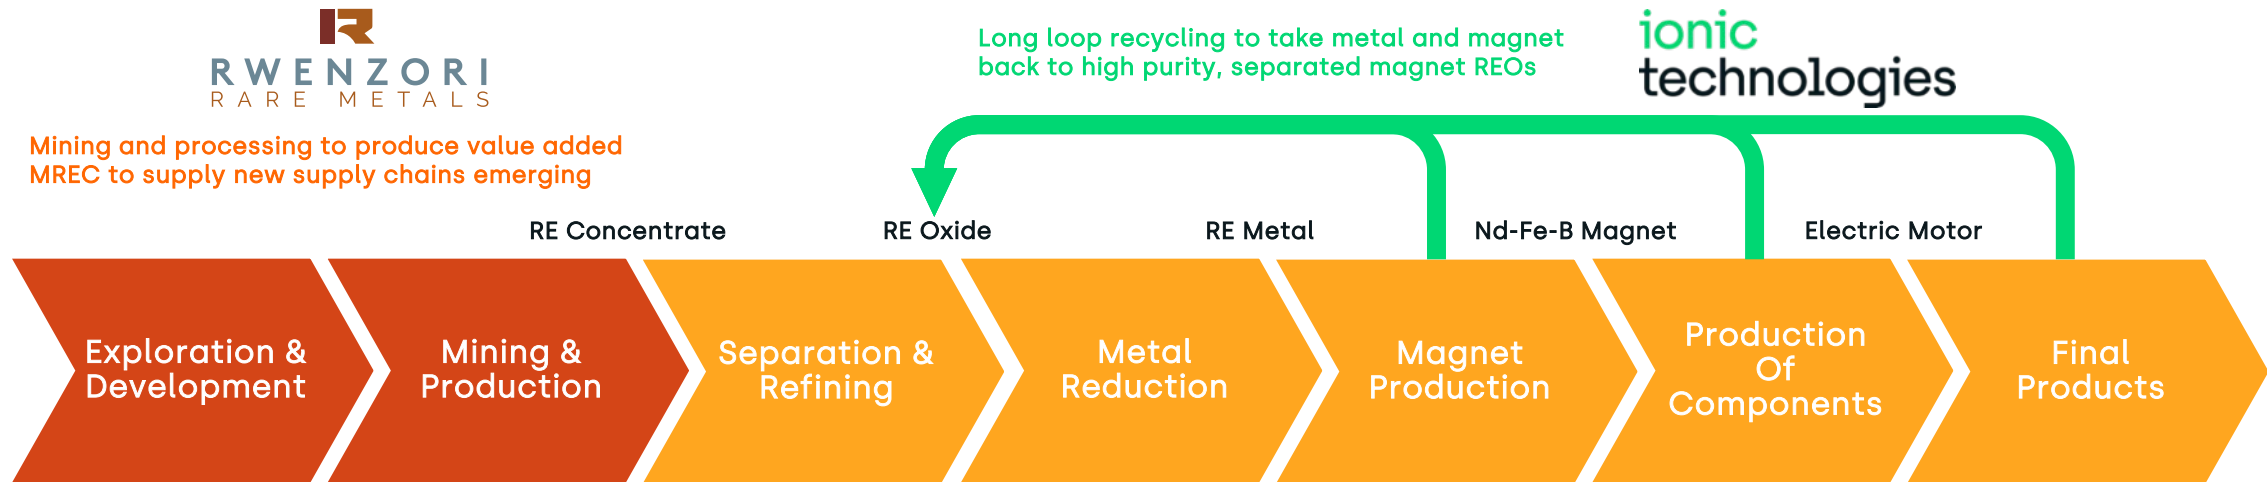 RWENZORI
RARE METALS
Mining and processing to produce value added
MREC to supply new supply chains emerging
Long loop recycling to take metal and magnet
back to high purity, separated magnet REOs
ionic
technologies
RE Concentrate
RE Oxide
RE Metal
Nd-Fe-B Magnet
Electric Motor
Exploration &
Development
Mining &
Production
Separation &
Refining
Metal
Reduction
Magnet
Production
Production
Of
Components
Final
Products